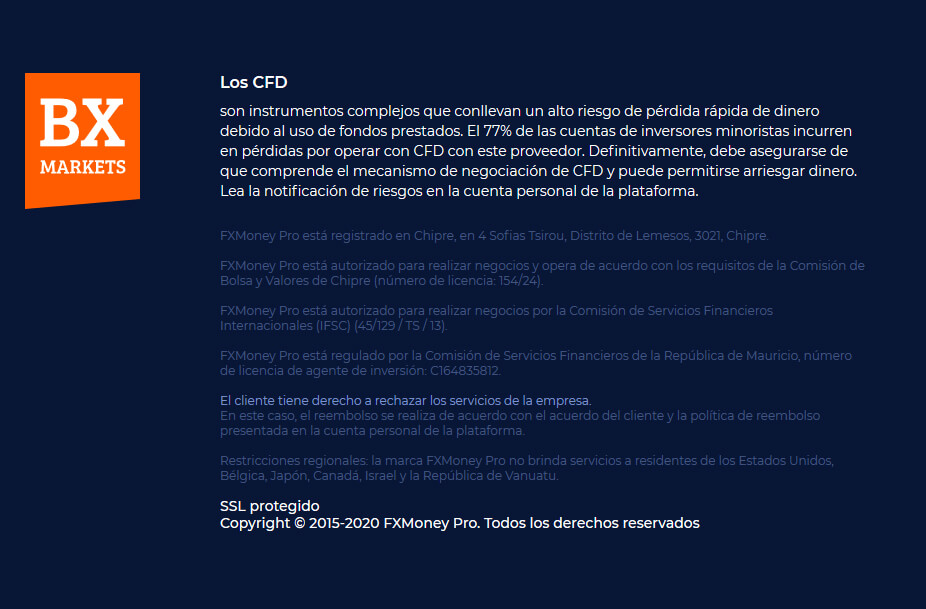 BX
MARKETS
Los CFD
son instrumentos complejos que conllevan un alto riesgo de pérdida rápida de dinero
debido al uso de fondos prestados. El 77% de las cuentas de inversores minoristas incurren
en pérdidas por operar con CFD con este proveedor. Definitivamente, debe asegurarse de
que comprende el mecanismo de negociación de CFD y puede permitirse arriesgar dinero.
Lea la notificación de riesgos en la cuenta personal de la plataforma.
FXMoney Pro está registrado en Chipre, en 4 Sofias Tsirou, Distrito de Lemesos, 3021, Chipre.
FXMoney Pro está autorizado para realizar negocios y opera de acuerdo con los requisitos de la Comisión de
Bolsa y Valores de Chipre (número de licencia: 154/24).
FXMoney Pro está autorizado para realizar negocios por la Comisión de Servicios Financieros
Internacionales (IFSC) (45/129 / TS / 13).
FXMoney Pro está regulado por la Comisión de Servicios Financieros de la República de Mauricio, número
de licencia de agente de inversión: C164835812.
El cliente tiene derecho a rechazar los servicios de la empresa.
En este caso, el reembolso se realiza de acuerdo con el acuerdo del cliente y la política de reembolso
presentada en la cuenta personal de la plataforma.
Restricciones regionales: la marca FXMoney Pro no brinda servicios a residentes de los Estados Unidos,
Bélgica, Japón, Canadá, Israel y la República de Vanuatu.
SSL protegido
Copyright © 2015-2020 FXMoney Pro. Todos los derechos reservados